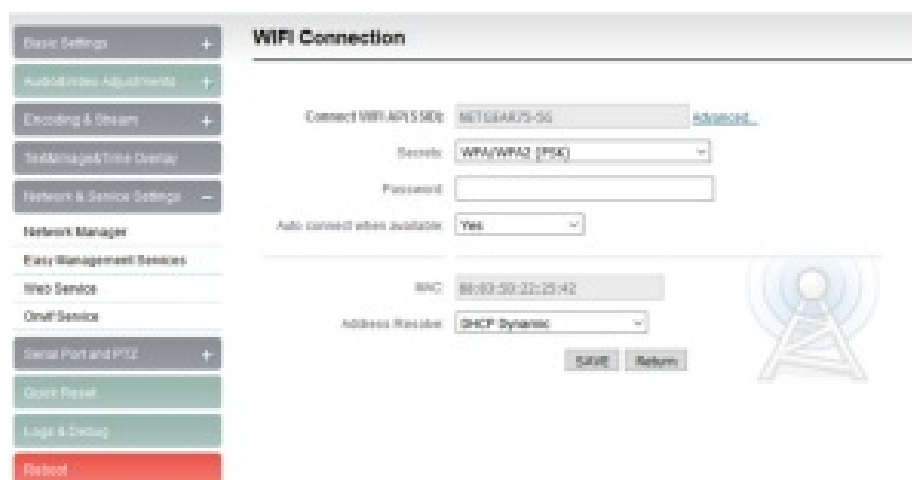 Basic Settings +
Audio&Video Adjustments +
Encoding & Stream +
Text&Image&Time Overlay
Network & Service Settings −
Network Manager
Easy Management Services
Web Service
Onvif Service
Serial Port and PTZ +
Quick Reset
Logs & Debug
Reboot
WIFI Connection
Connect WIFI AP(SSID): NETGEAR75-5G Advanced...
Secrets: WPA/WPA2 (PSK)
Password:
Auto connect when available: Yes
MAC:
Address Resolve: DHCP Dynamic
SAVE Return